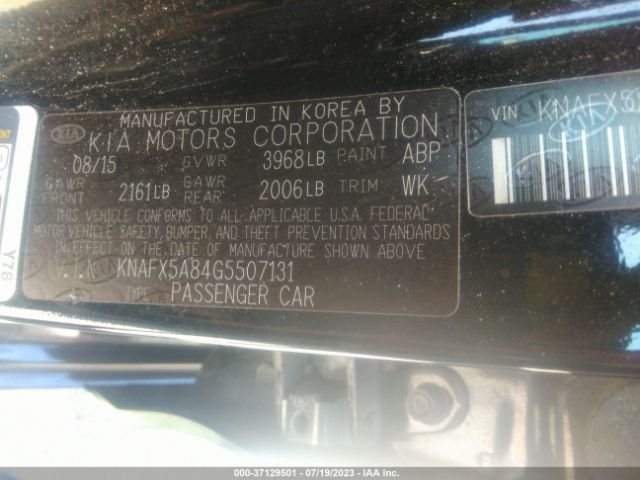 MANUFACTURED IN KOREA BY
KIA KIA MOTORS CORPORATION
08/15 GVWR 3968LB PAINT ABP
GAWR FRONT 2161LB GAWR REAR 2006LB TRIM WK
THIS VEHICLE CONFORMS TO ALL APPLICABLE U.S.A. FEDERAL
MOTOR VEHICLE SAFETY, BUMPER, AND THEFT PREVENTION STANDARDS
IN EFFECT ON THE DATE OF MANUFACTURE SHOWN ABOVE.
V.I.N KNAFX5A84G5507131
TYPE PASSENGER CAR
VIN KNAFX5
Y78
000-37129501 - 07/19/2023 - IAA Inc.